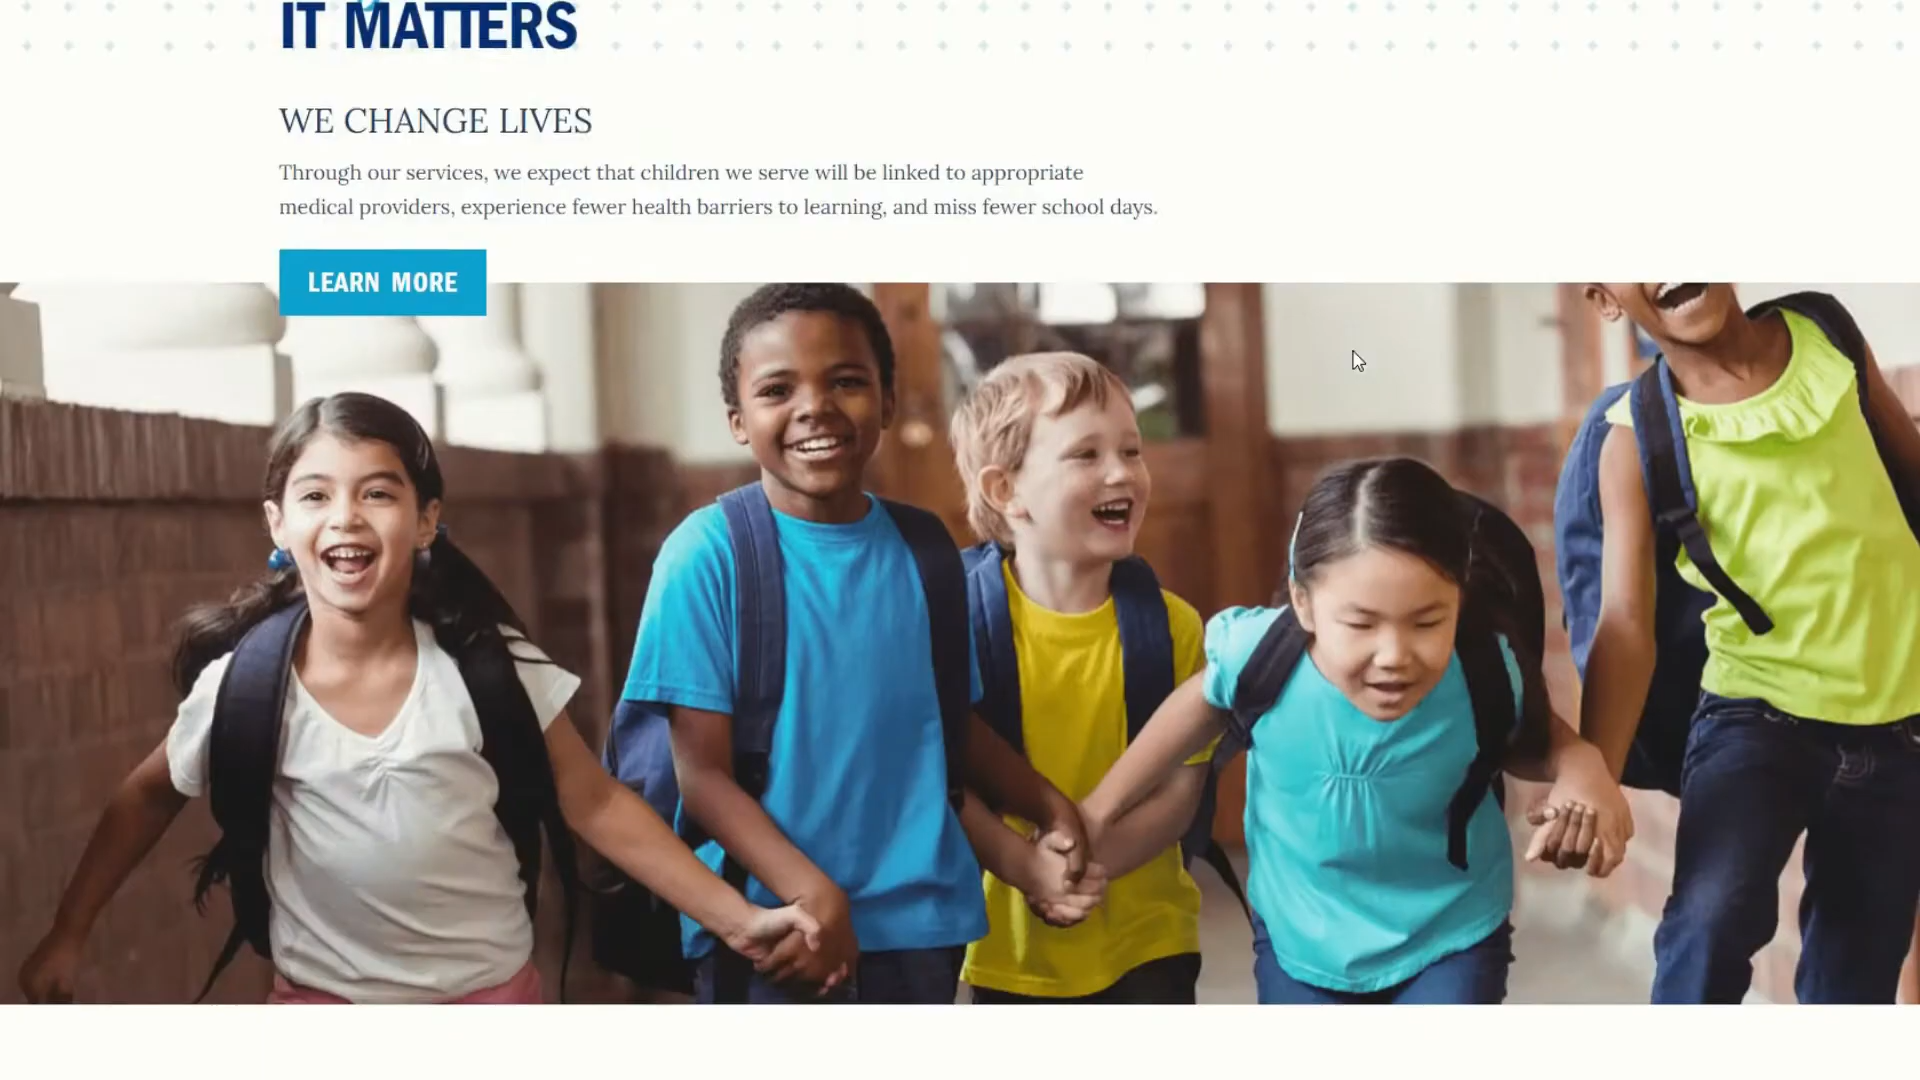 IT MATTERS
WE CHANGE LIVES
Through our services, we expect that children we serve will be linked to appropriate
medical providers, experience fewer health barriers to learning, and miss fewer school days.
LEARN MORE